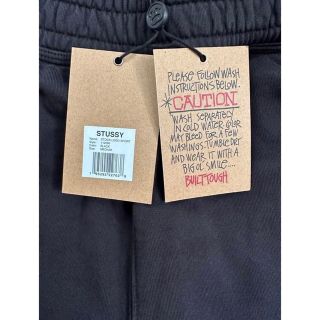 STUSSY
PLEASE FOLLOW WASH
INSTRUCTIONS BELOW.
CAUTION
WASH SEPARATELY
IN COLD WATER. COLOR
MAY BLEED FOR A FEW
WASHINGS. TUMBLE DRY
AND WEAR IT WITH A
BIG OL SMILE....
BUILT TOUGH